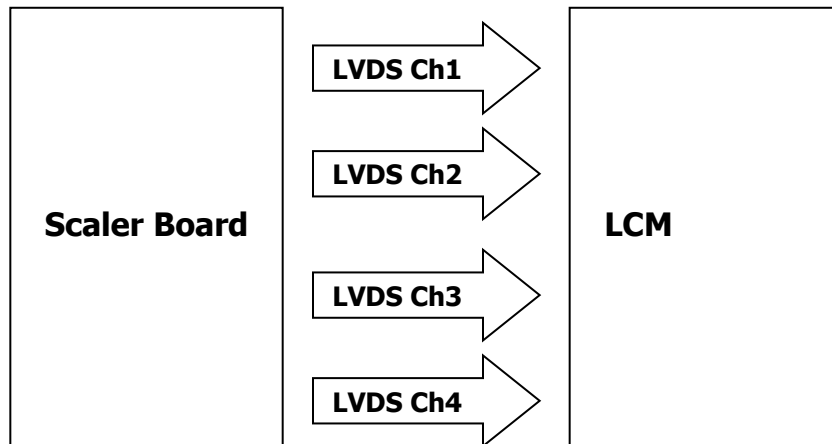 LVDS Ch1
LVDS Ch2
Scaler Board
LCM
LVDS Ch3
LVDS Ch4